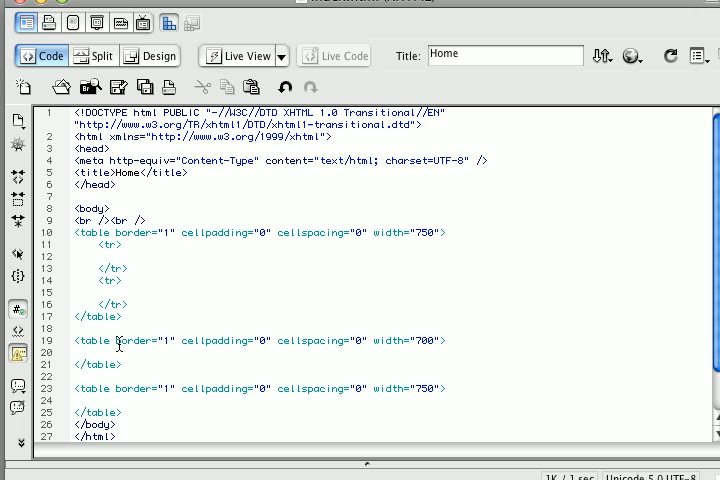 Code Split Design Live View Live Code Title: Home
1 <!DOCTYPE html PUBLIC "-//W3C//DTD XHTML 1.0 Transitional//EN"
"http://www.w3.org/TR/xhtml1/DTD/xhtml1-transitional.dtd">
2 <html xmlns="http://www.w3.org/1999/xhtml">
3 <head>
4 <meta http-equiv="Content-Type" content="text/html; charset=UTF-8" />
5 <title>Home</title>
6 </head>
7
8 <body>
9 <br /><br />
10 <table border="1" cellpadding="0" cellspacing="0" width="750">
11 <tr>
12
13 </tr>
14 <tr>
15
16 </tr>
17 </table>
18
19 <table border="1" cellpadding="0" cellspacing="0" width="700">
20
21 </table>
22
23 <table border="1" cellpadding="0" cellspacing="0" width="750">
24
25 </table>
26 </body>
27 </html>
1K / 1 sec Unicode 5.0 UTF-8